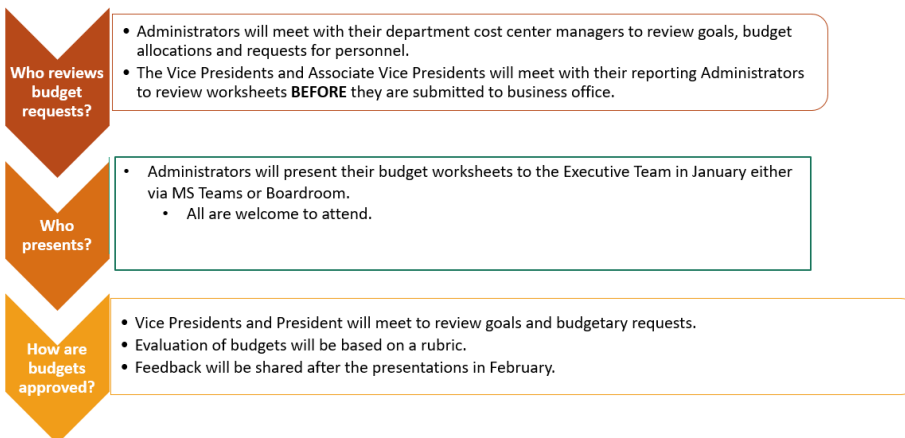 Who reviews
budget
requests?
• Administrators will meet with their department cost center managers to review goals, budget
allocations and requests for personnel.
• The Vice Presidents and Associate Vice Presidents will meet with their reporting Administrators
to review worksheets BEFORE they are submitted to business office.
Who
presents?
• Administrators will present their budget worksheets to the Executive Team in January either
via MS Teams or Boardroom.
• All are welcome to attend.
How are
budgets
approved?
• Vice Presidents and President will meet to review goals and budgetary requests.
• Evaluation of budgets will be based on a rubric.
• Feedback will be shared after the presentations in February.